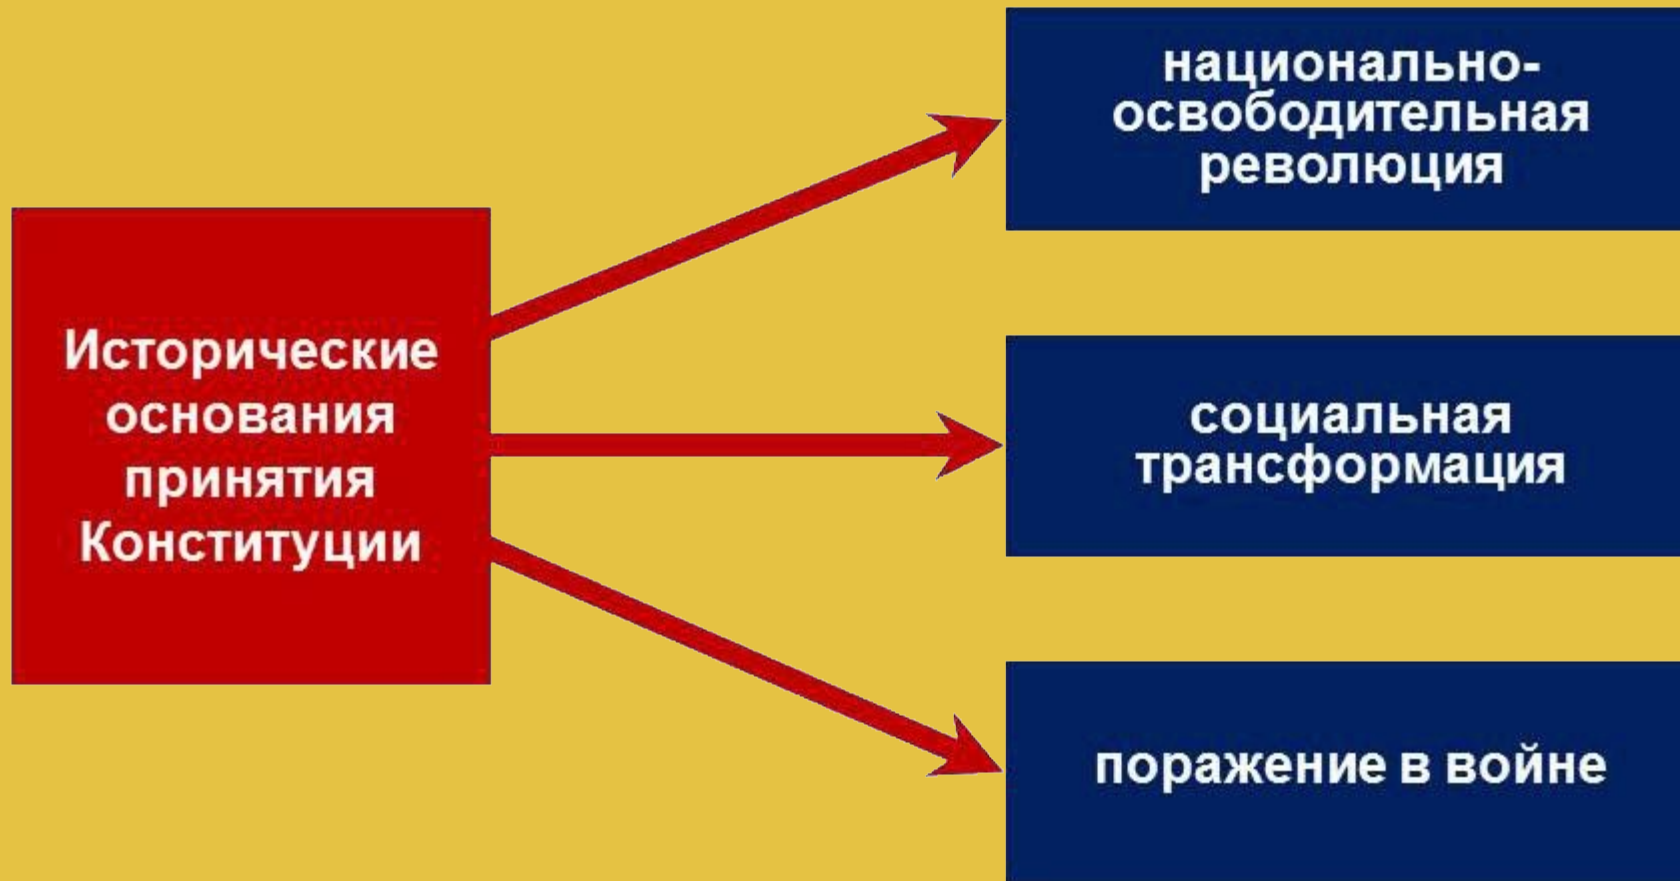 Исторические
основания
принятия
Конституции
национально-
освободительная
революция
социальная
трансформация
поражение в войне